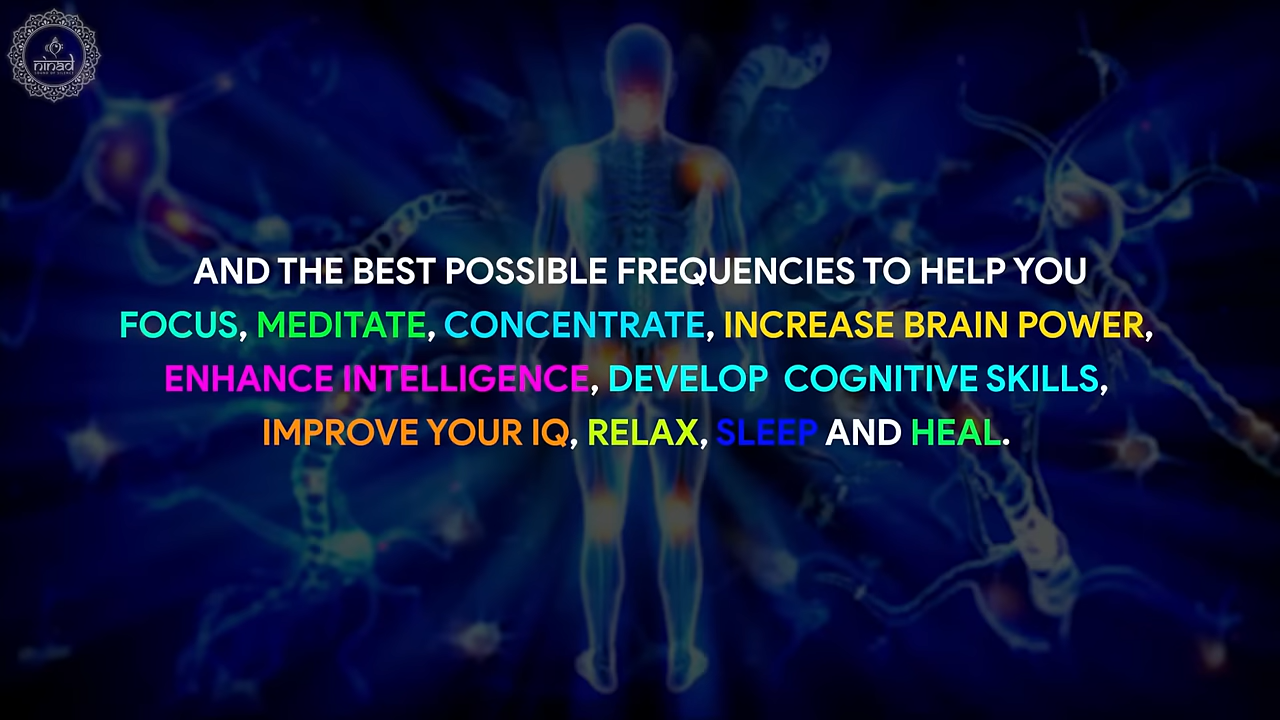 ninad
AND THE BEST POSSIBLE FREQUENCIES TO HELP YOU
FOCUS, MEDITATE, CONCENTRATE, INCREASE BRAIN POWER,
ENHANCE INTELLIGENCE, DEVELOP COGNITIVE SKILLS,
IMPROVE YOUR IQ, RELAX, SLEEP AND HEAL.